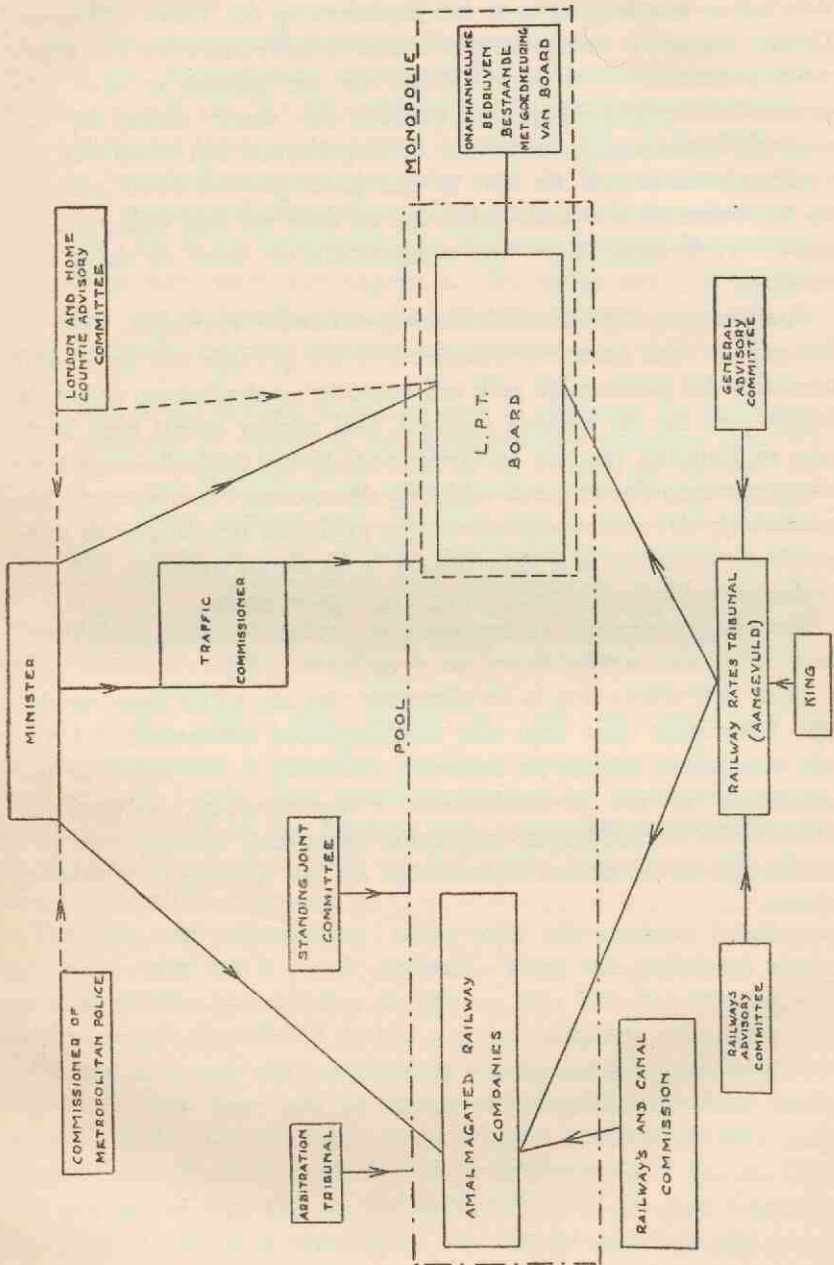 MINISTER
COMMISSIONER OF
METROPOLITAN POLICE
LONDON AND HOME
COUNTIE ADVISORY
COMMITTEE
TRAFFIC
COMMISSIONER
ARBITRATION
TRIBUNAL
STANDING JOINT
COMMITTEE
POOL
MONOPOLIE
AMALMAGATED RAILWAY
COMPANIES
L.P.T.
BOARD
ONAPHANKELIJKE
BEDRIJVEN
BESTAANDE
MET GOEDKEURING
VAN BOARD
RAILWAY'S AND CANAL
COMMISSION
RAILWAYS
ADVISORY
COMMITTEE
RAILWAY RATES TRIBUNAL
(AANGEVULD)
GENERAL
ADVISORY
COMMITTEE
KING